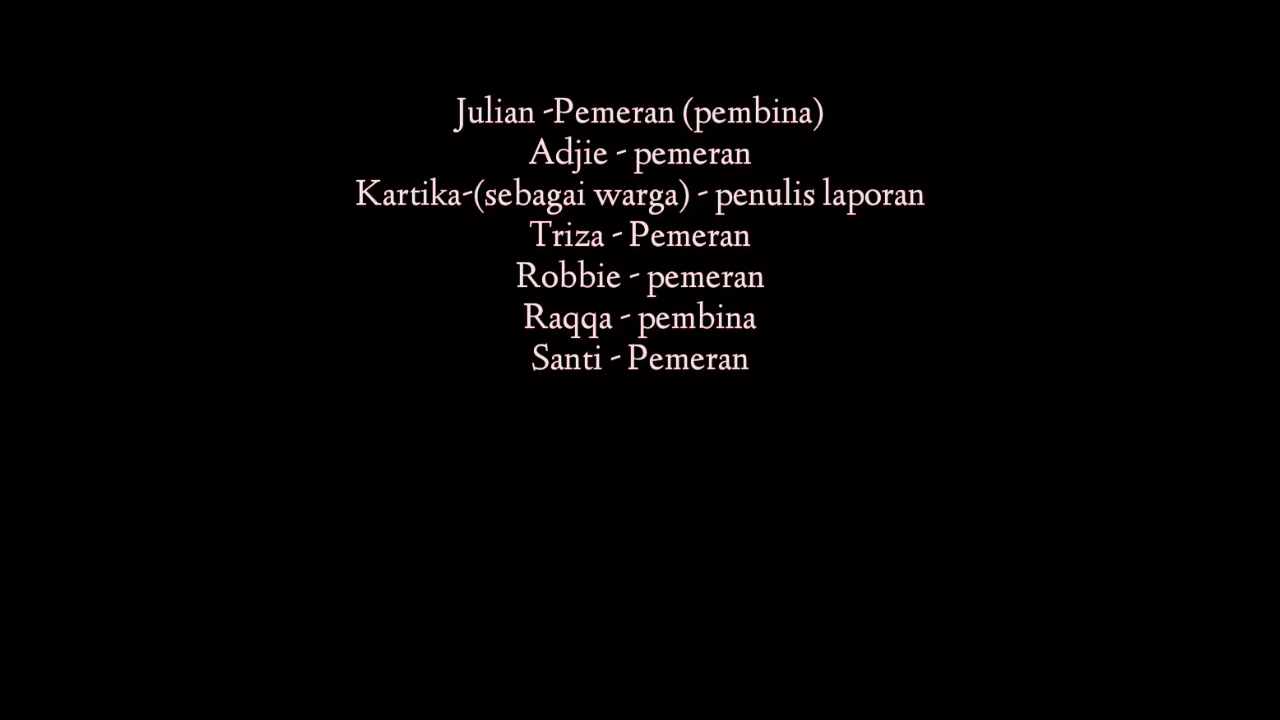 Julian -Pemeran (pembina)
Adjie - pemeran
Kartika-(sebagai warga) - penulis laporan
Triza - Pemeran
Robbie - pemeran
Raqqa - pembina
Santi - Pemeran